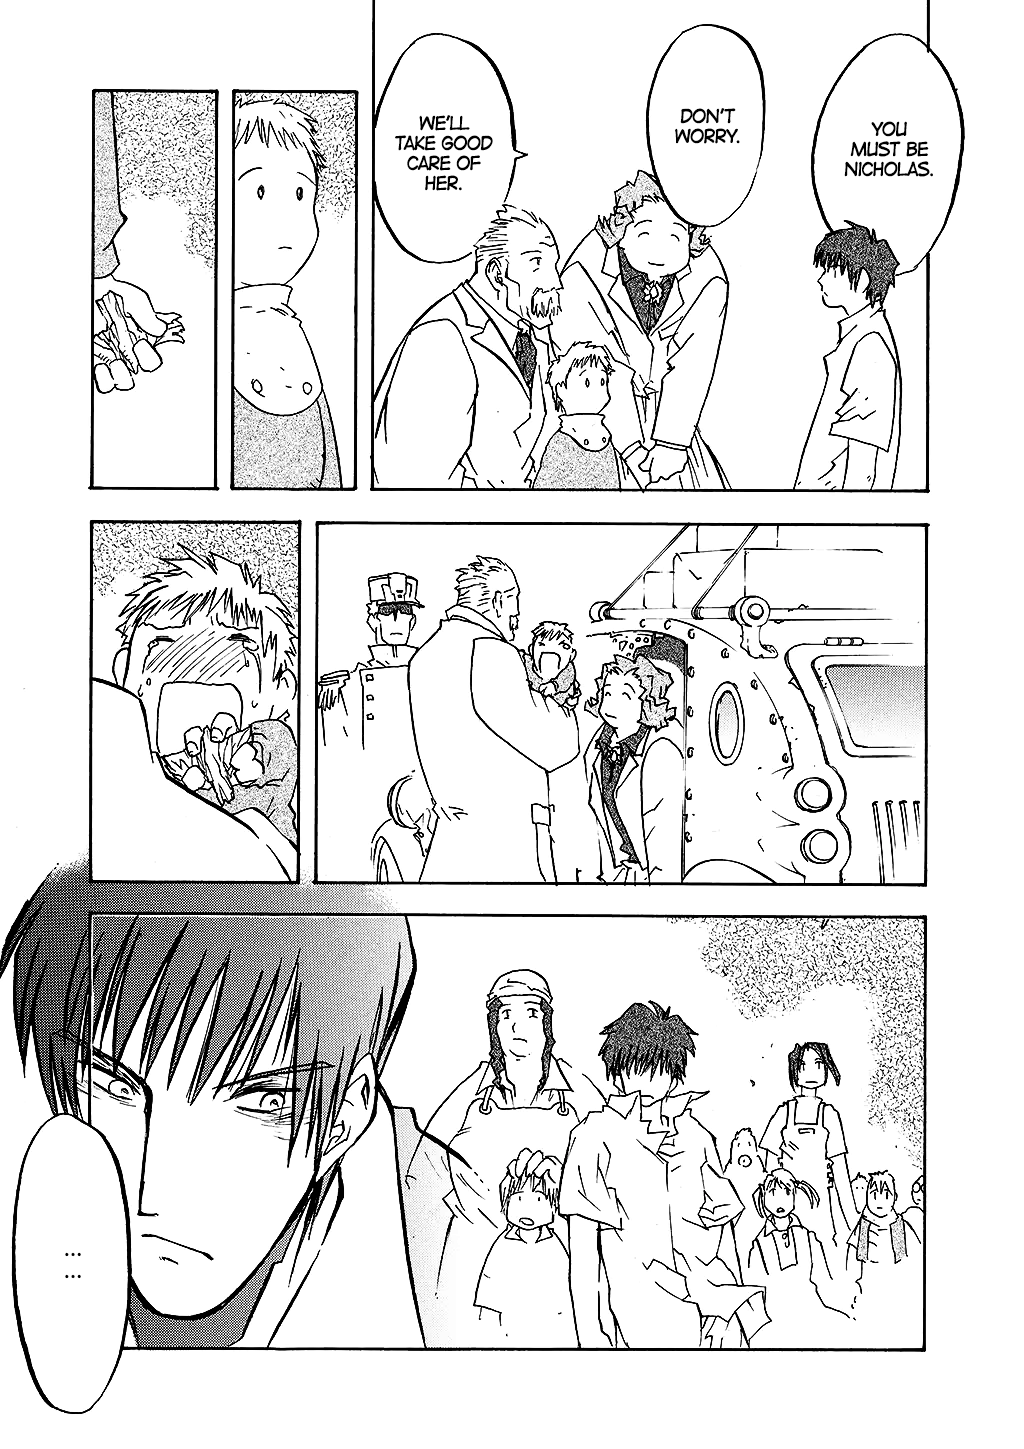 YOU
MUST BE
NICHOLAS.
DON'T
WORRY.
WE'LL
TAKE GOOD
CARE OF
HER.
...
...